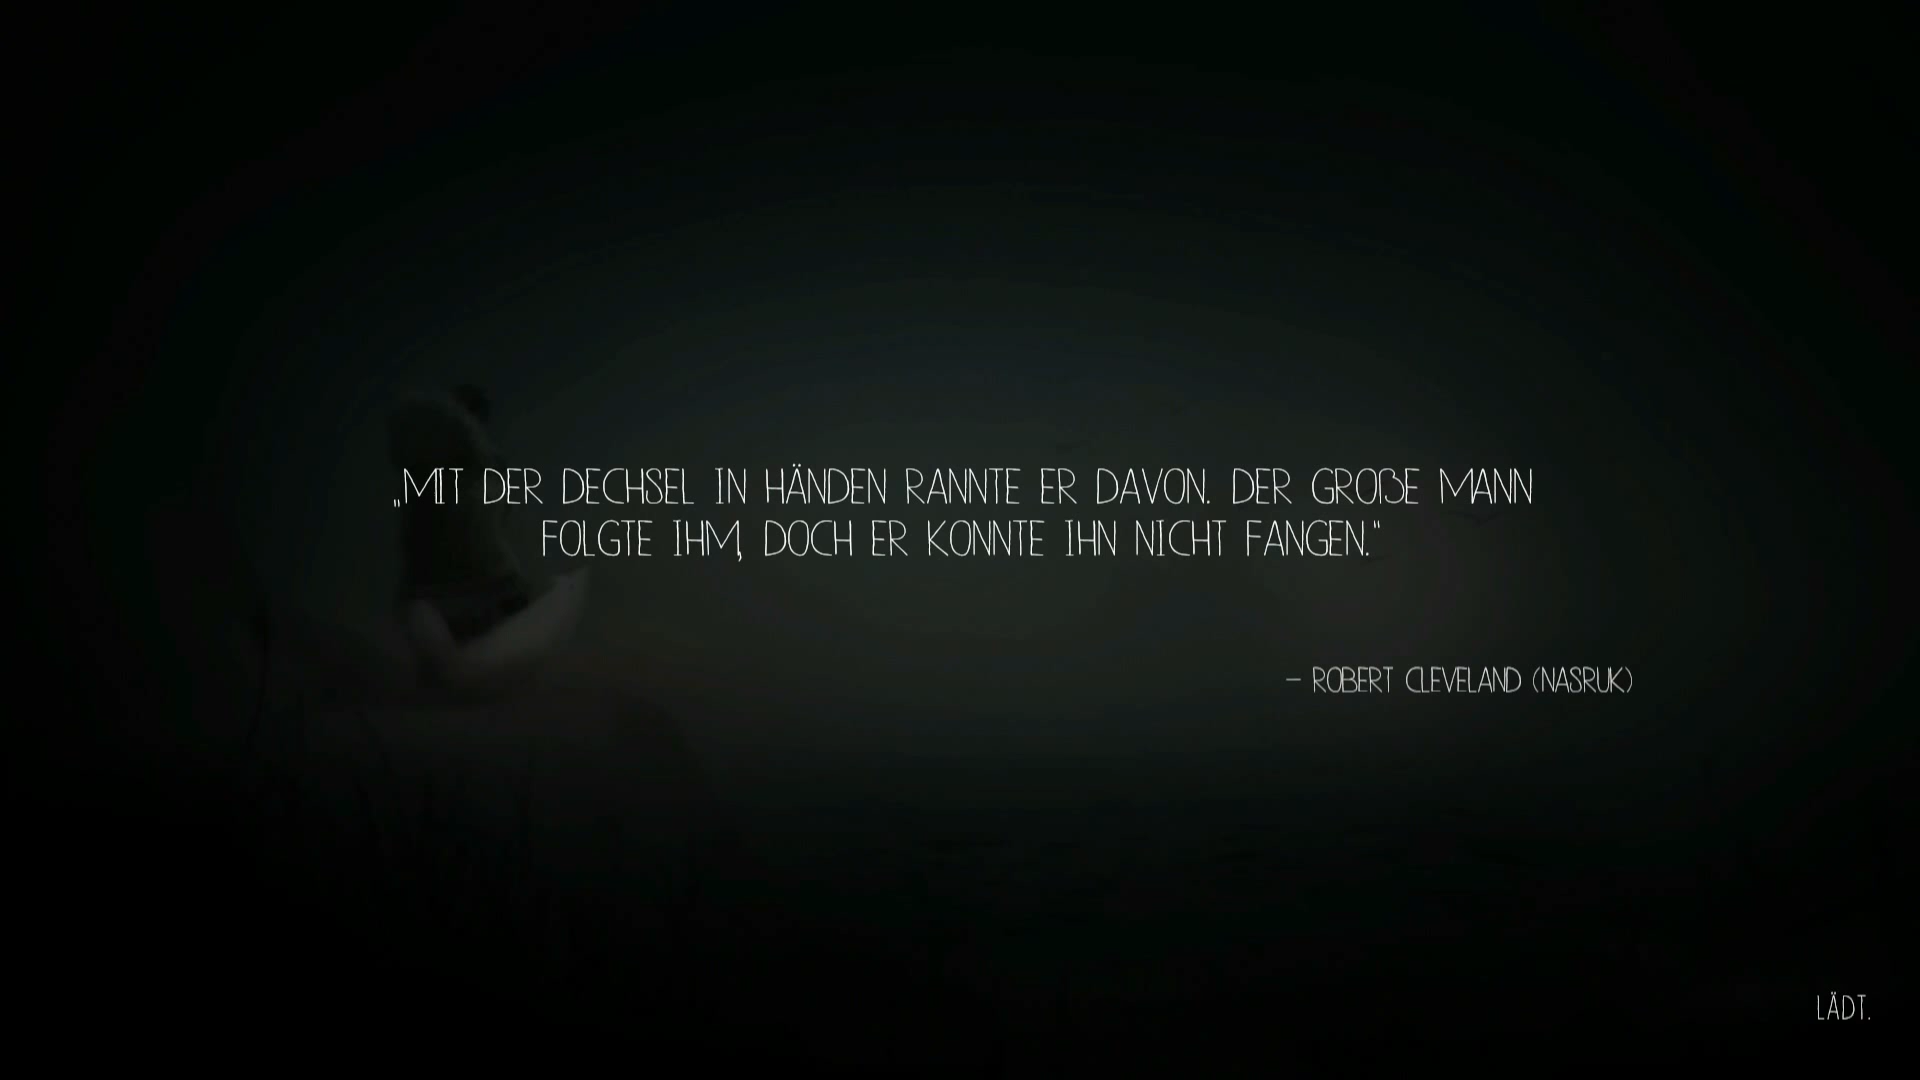 „MIT DER DECHSEL IN HÄNDEN RANNTE ER DAVON. DER GROẞE MANN
FOLGTE IHM, DOCH ER KONNTE IHN NICHT FANGEN.“
– ROBERT CLEVELAND (NASRUK)
LÄDT.